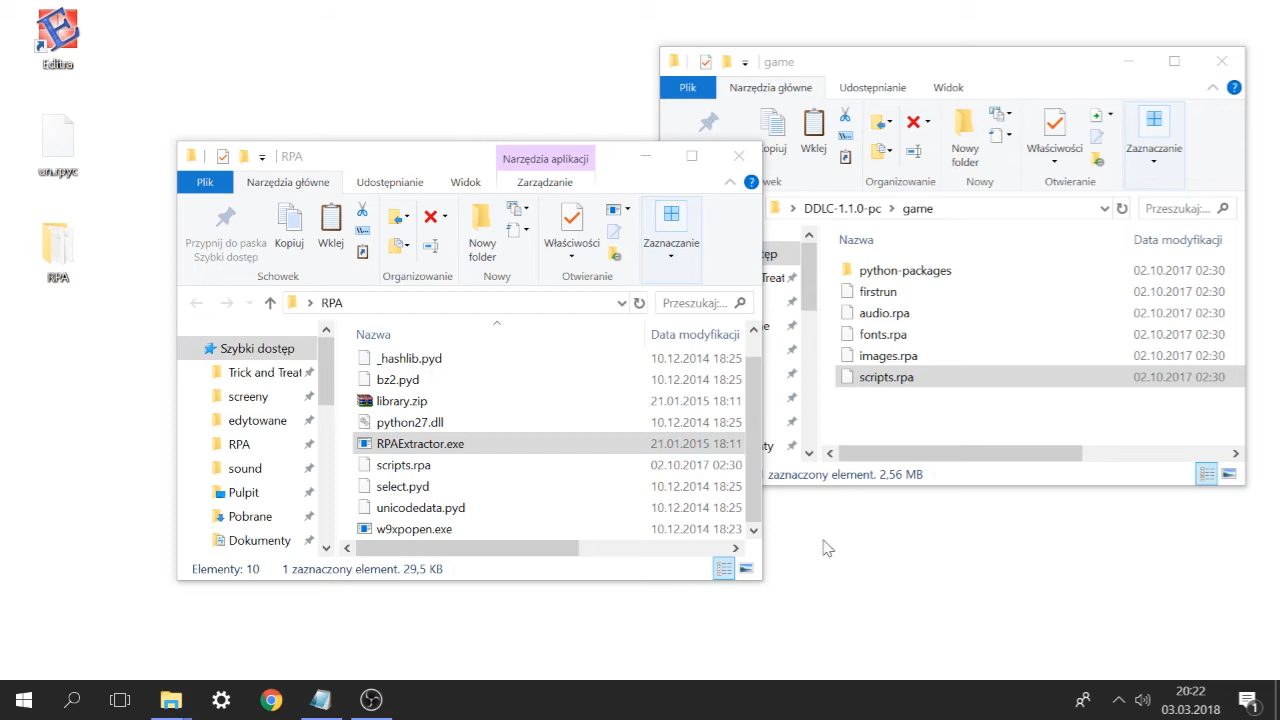 Editra
un.rpyc
RPA
game
Plik
Narzędzia główne
Udostępnianie
Widok
Wklej
Nowy folder
Właściwości
Zaznaczanie
Organizowanie
Nowy
Otwieranie
DDLC-1.1.0-pc
game
Przeszukaj:...
Nazwa
Data modyfikacji
python-packages
02.10.2017 02:30
firstrun
02.10.2017 02:30
audio.rpa
02.10.2017 02:30
fonts.rpa
02.10.2017 02:30
images.rpa
02.10.2017 02:30
scripts.rpa
02.10.2017 02:30
zaznaczony element. 2,56 MB
RPA
Narzędzia aplikacji
Plik
Narzędzia główne
Udostępnianie
Widok
Zarządzanie
Przypnij do paska
Szybki dostęp
Kopiuj
Wklej
Nowy
folder
Właściwości
Zaznaczanie
Schowek
Organizowanie
Nowy
Otwieranie
RPA
Przeszukaj:...
Szybki dostęp
Trick and Treat
screeny
edytowane
RPA
sound
Pulpit
Pobrane
Dokumenty
Nazwa
Data modyfikacji
_hashlib.pyd
10.12.2014 18:25
bz2.pyd
10.12.2014 18:25
library.zip
21.01.2015 18:11
python27.dll
10.12.2014 18:25
RPAExtractor.exe
21.01.2015 18:11
scripts.rpa
02.10.2017 02:30
select.pyd
10.12.2014 18:25
unicodedata.pyd
10.12.2014 18:25
w9xpopen.exe
10.12.2014 18:23
Elementy: 10
1 zaznaczony element. 29,5 KB
20:22
03.03.2018
1